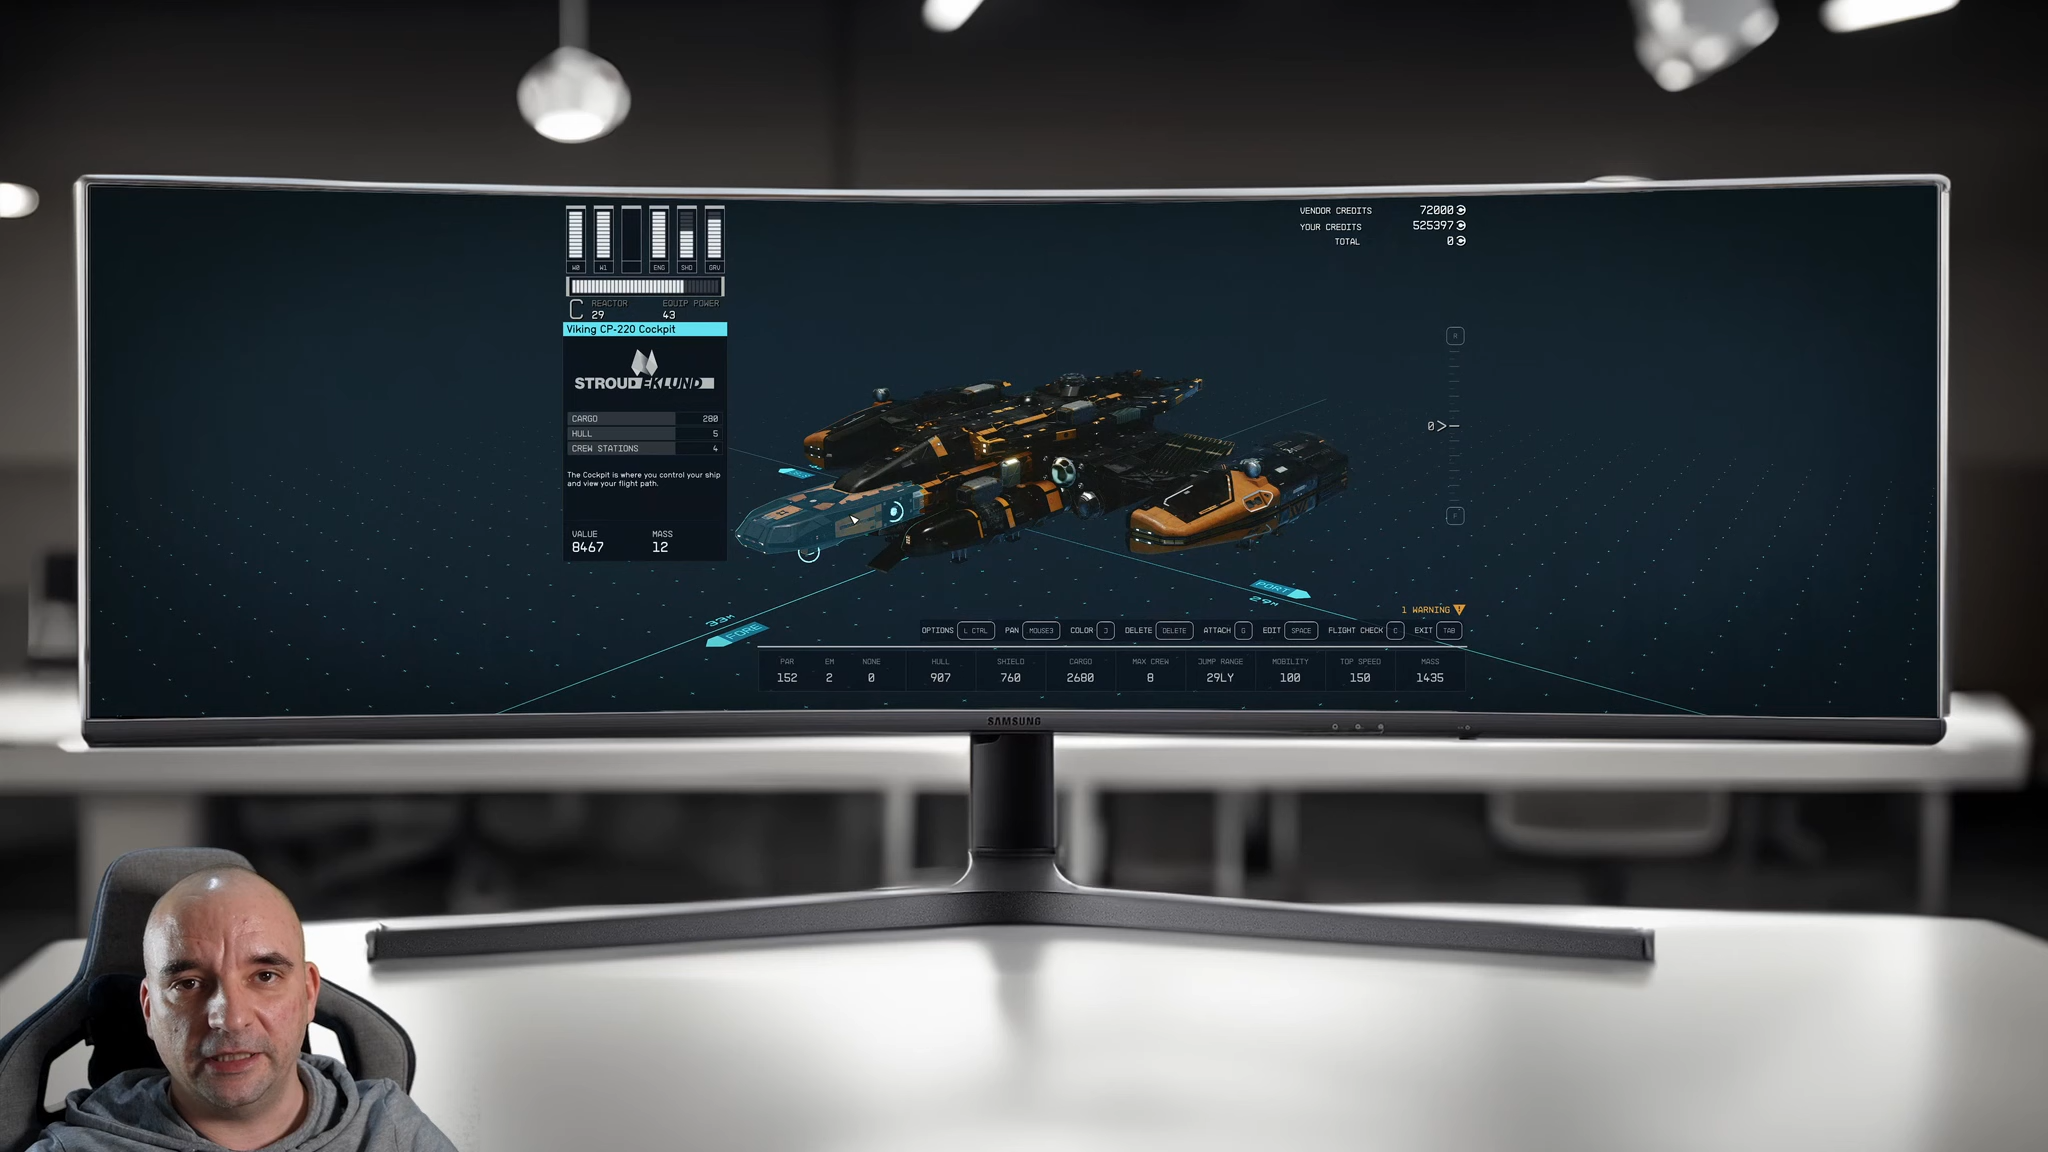 VENDOR CREDITS 72000
YOUR CREDITS 525397
TOTAL 0
W0 W1 ENG SHD GRV
C REACTOR 29 EQUIP POWER 43
Viking CP-220 Cockpit
STROUD EKLUND
CARGO 280
HULL 5
CREW STATIONS 4
The Cockpit is where you control your ship
and view your flight path.
VALUE MASS
8467 12
R
0
F
PORT
29M
33M
FORE
1 WARNING
OPTIONS L CTRL PAN MOUSE3 COLOR J DELETE DELETE ATTACH G EDIT SPACE FLIGHT CHECK C EXIT TAB
PAR EM NONE HULL SHIELD CARGO MAX CREW JUMP RANGE MOBILITY TOP SPEED MASS
152 2 0 907 760 2680 8 29LY 100 150 1435
SAMSUNG